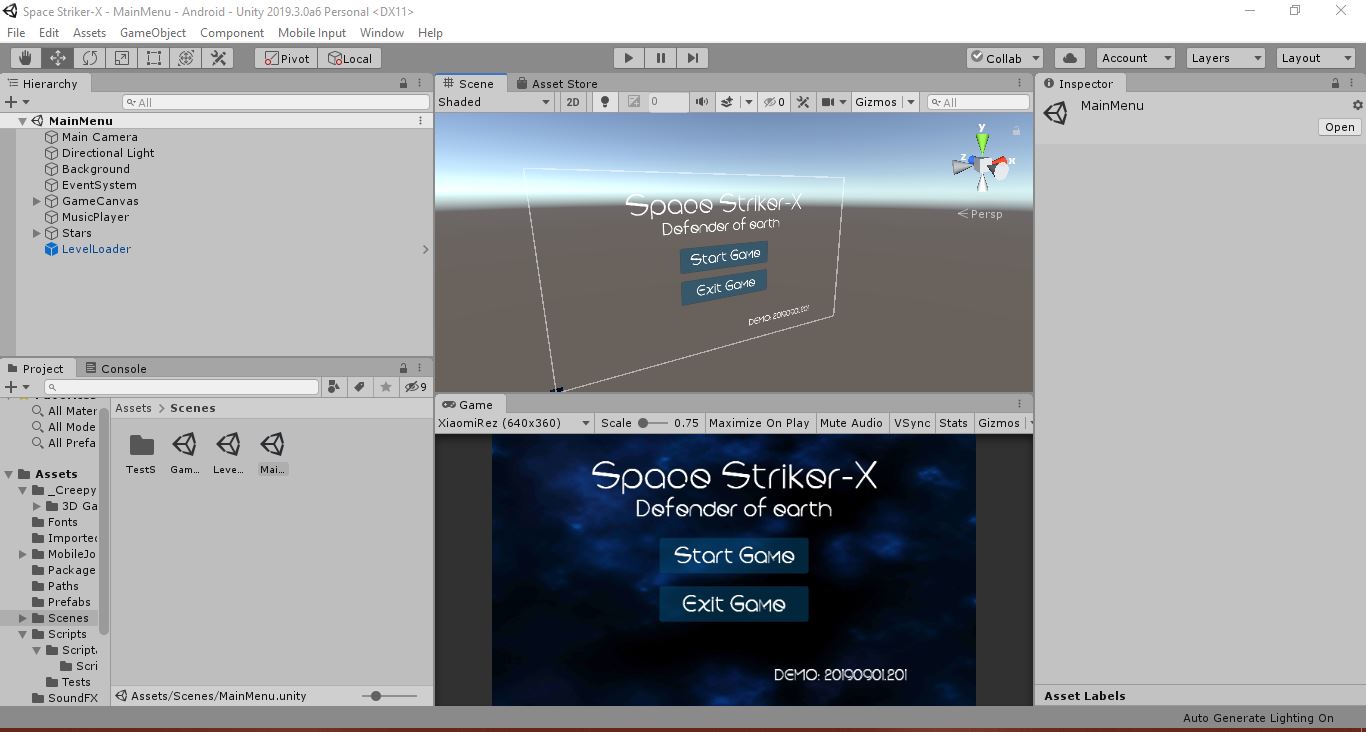 Space Striker-X - MainMenu - Android - Unity 2019.3.0a6 Personal <DX11>
File Edit Assets GameObject Component Mobile Input Window Help
Pivot Local Collab Account Layers Layout
Hierarchy
All
MainMenu
Main Camera
Directional Light
Background
EventSystem
GameCanvas
MusicPlayer
Stars
LevelLoader
Scene Asset Store
Shaded 2D 0 0 Gizmos All
y
z x
Persp
Space Striker-X
Defender of earth
Start Game
Exit Game
DEMO: 20190901.201
Inspector
MainMenu
Open
Project Console
9
All Mater
All Mode
All Prefa
Assets
_Creepy
3D Ga
Fonts
Imported
MobileJo
Package
Paths
Prefabs
Scenes
Scripts
Script
Scri
Tests
SoundFX
Assets > Scenes
TestS Gam... Leve... Mai...
Assets/Scenes/MainMenu.unity
Game
XiaomiRez (640x360) Scale 0.75 Maximize On Play Mute Audio VSync Stats Gizmos
Space Striker-X
Defender of earth
Start Game
Exit Game
DEMO: 20190901.201
Asset Labels
Auto Generate Lighting On